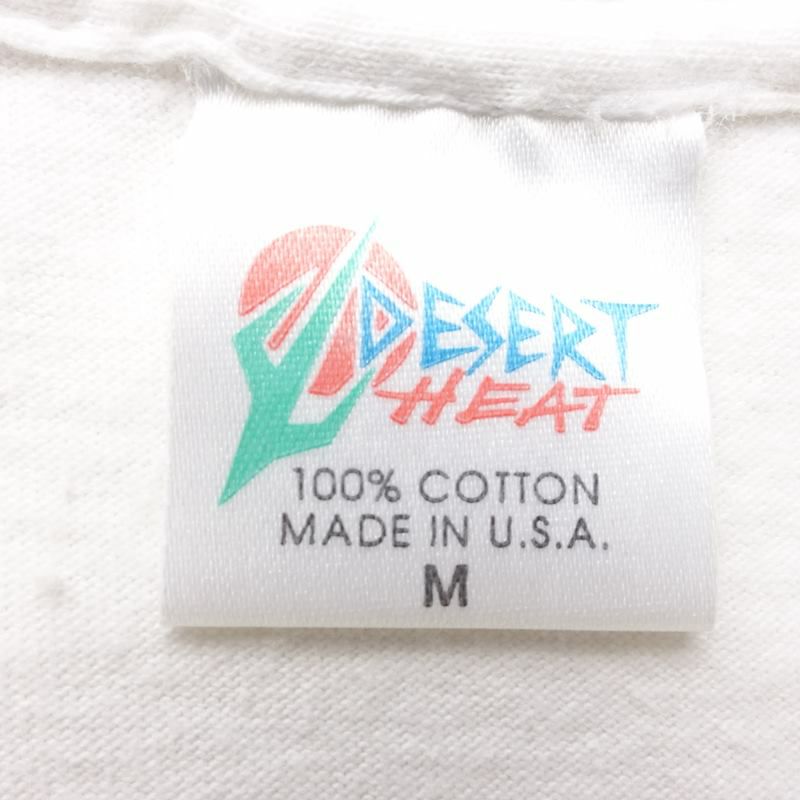 DESERT
HEAT
100% COTTON
MADE IN U.S.A.
M